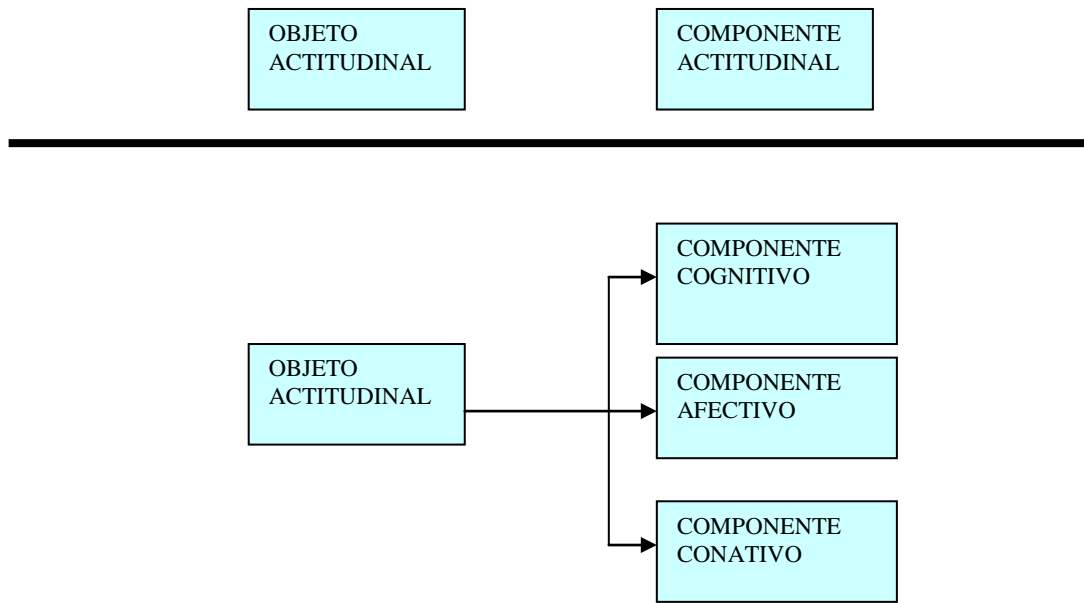 OBJETO
ACTITUDINAL
COMPONENTE
ACTITUDINAL
COMPONENTE
COGNITIVO
OBJETO
ACTITUDINAL
COMPONENTE
AFECTIVO
COMPONENTE
CONATIVO